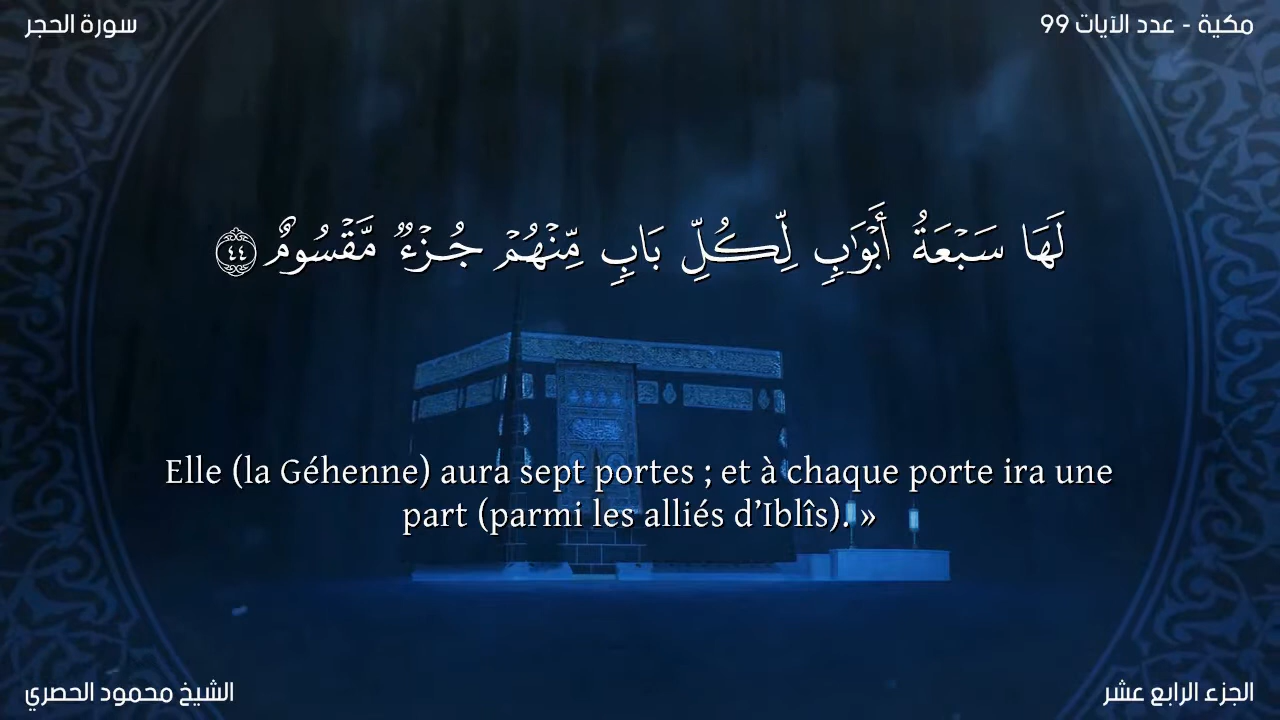 سورة الحجر
مكية - عدد الآيات 99
لَهَا سَبْعَةُ أَبْوَٰبٍ لِّكُلِّ بَابٍ مِّنْهُمْ جُزْءٌ مَّقْسُومٌ ٤٤
Elle (la Géhenne) aura sept portes ; et à chaque porte ira une
part (parmi les alliés d’Iblîs). »
الشيخ محمود الحصري
الجزء الرابع عشر